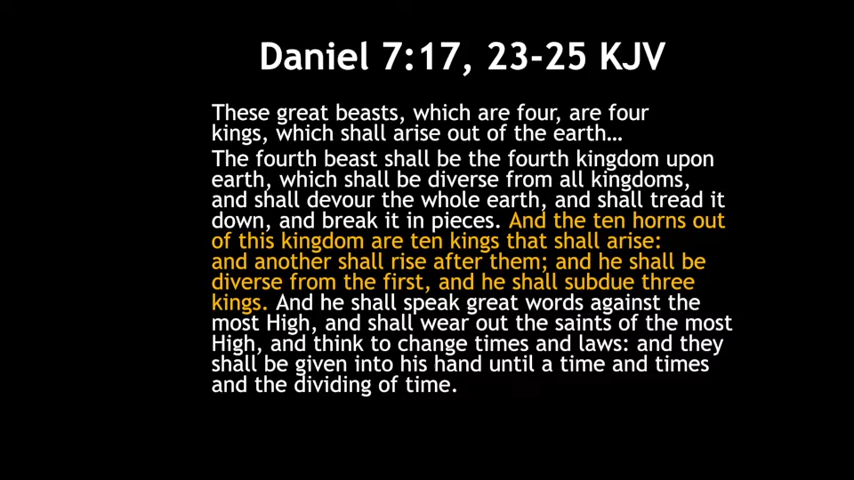 Daniel 7:17, 23-25 KJV
These great beasts, which are four, are four
kings, which shall arise out of the earth…
The fourth beast shall be the fourth kingdom upon
earth, which shall be diverse from all kingdoms,
and shall devour the whole earth, and shall tread it
down, and break it in pieces. And the ten horns out
of this kingdom are ten kings that shall arise:
and another shall rise after them; and he shall be
diverse from the first, and he shall subdue three
kings. And he shall speak great words against the
most High, and shall wear out the saints of the most
High, and think to change times and laws: and they
shall be given into his hand until a time and times
and the dividing of time.